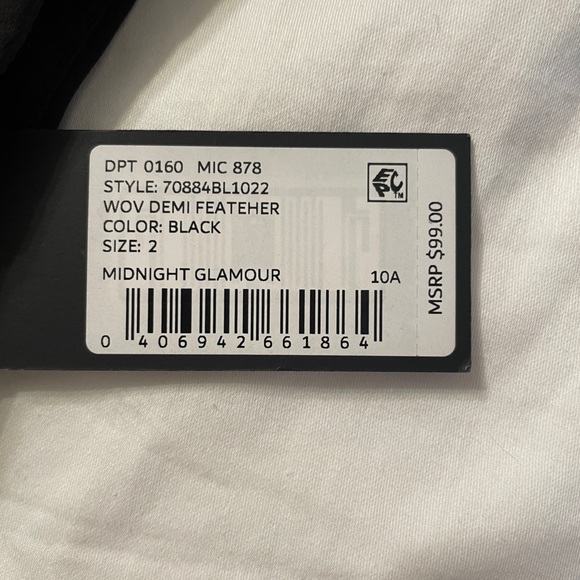 DPT 0160 MIC 878
STYLE: 70884BL1022
WOV DEMI FEATEHER
COLOR: BLACK
SIZE: 2
MIDNIGHT GLAMOUR 10A
0 406942 661864
MSRP $99.00
EPC TM